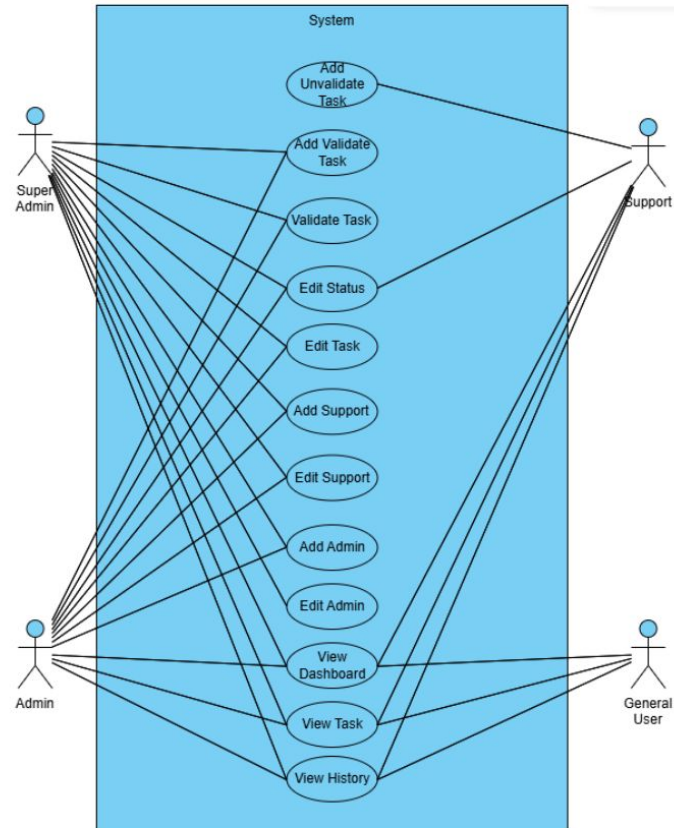 System
Add
Unvalidate
Task
Add Validate
Task
Super
Admin
Support
Validate Task
Edit Status
Edit Task
Add Support
Edit Support
Add Admin
Edit Admin
View
Dashboard
Admin
General
User
View Task
View History